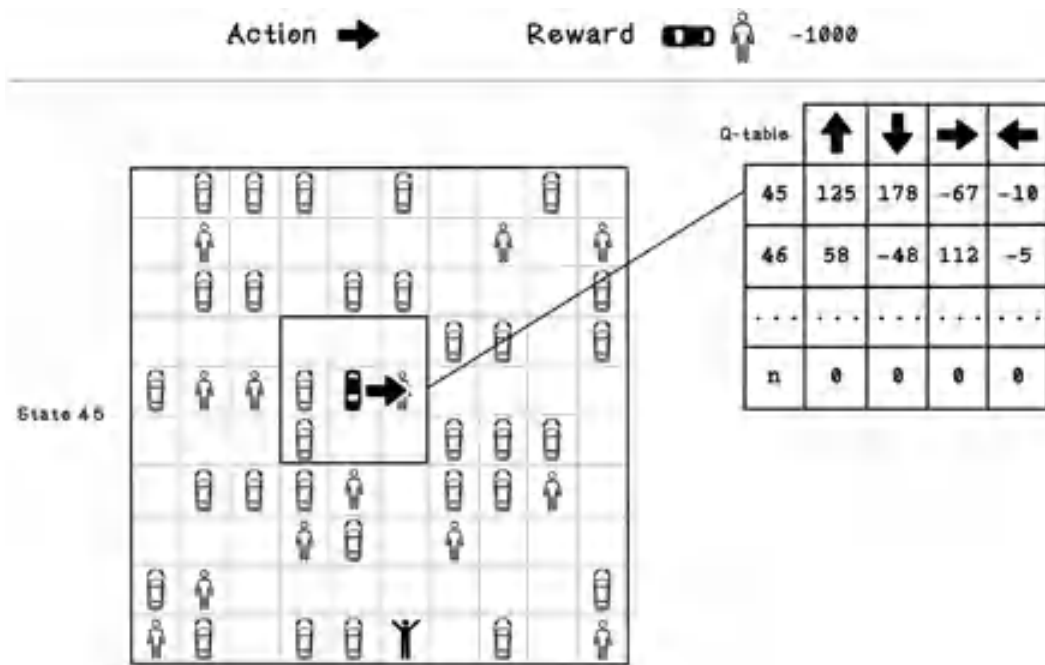 Action Reward -1000
Q-table
45 125 178 -67 -10
46 58 -48 112 -5
... ... ... ... ...
n 0 0 0 0
State 45